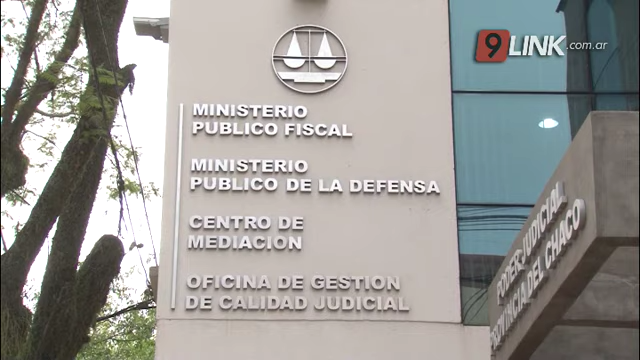 9LINK.com.ar
MINISTERIO
PUBLICO FISCAL
MINISTERIO
PUBLICO DE LA DEFENSA
CENTRO DE
MEDIACION
OFICINA DE GESTION
DE CALIDAD JUDICIAL
PODER JUDICIAL
PROVINCIA DEL CHACO